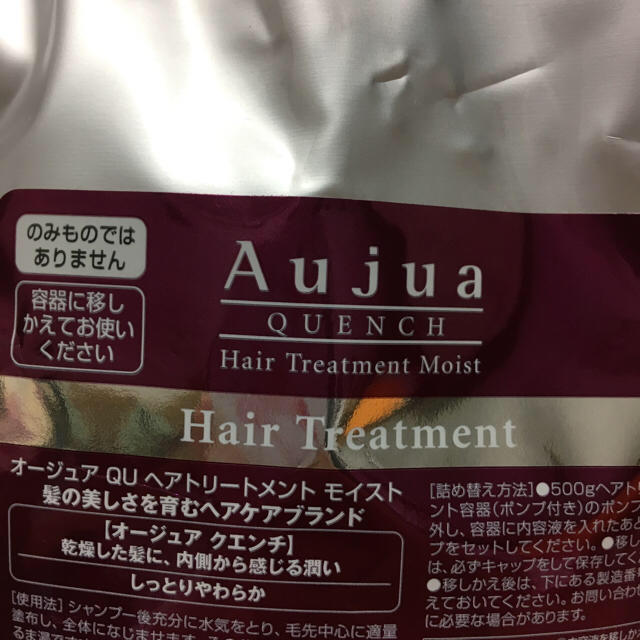 のみものでは
ありません
容器に移し
かえてお使い
ください
Aujua
QUENCH
Hair Treatment Moist
Hair Treatment
オージュア QU ヘアトリートメント モイスト
髪の美しさを育むヘアケアブランド
【オージュア クエンチ】
乾燥した髪に、内側から感じる潤い
しっとりやわらか
[使用法] シャンプー後充分に水気をとり、毛先中心に適量
塗布し、全体になじませます。
[詰め替え方法]●500gヘアトリ
ント容器(ポンプ付き)のポンプ
外し、容器に内容液を入れたあ
プをセットしてください。●移し
は、必ずキャップをして保存してく
●移しかえ後は、下にある製造番
えておいてください。お問い合わ
に必要な場合があります。